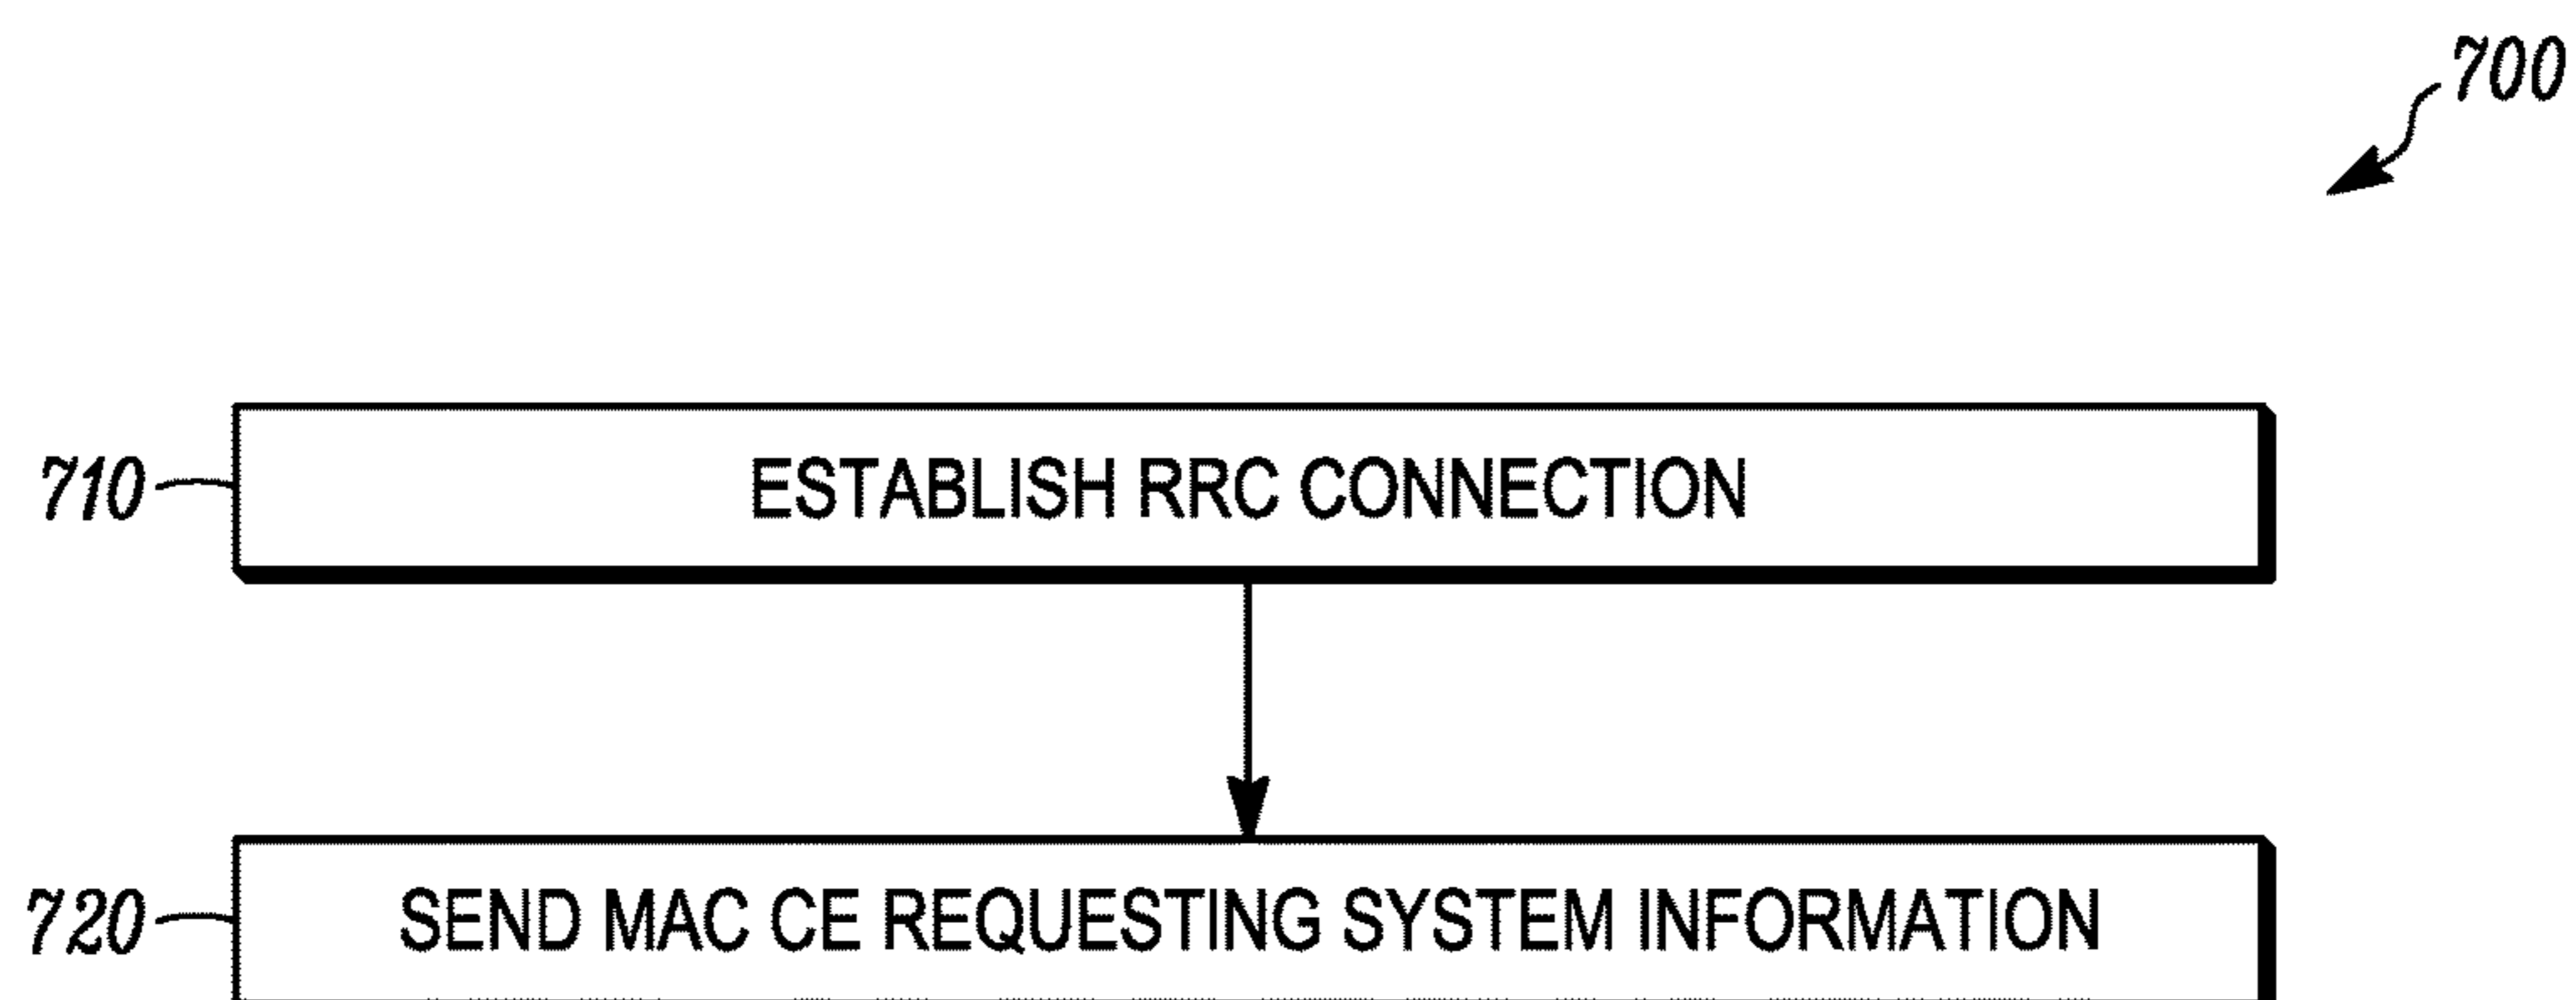 700
710 ESTABLISH RRC CONNECTION
720 SEND MAC CE REQUESTING SYSTEM INFORMATION